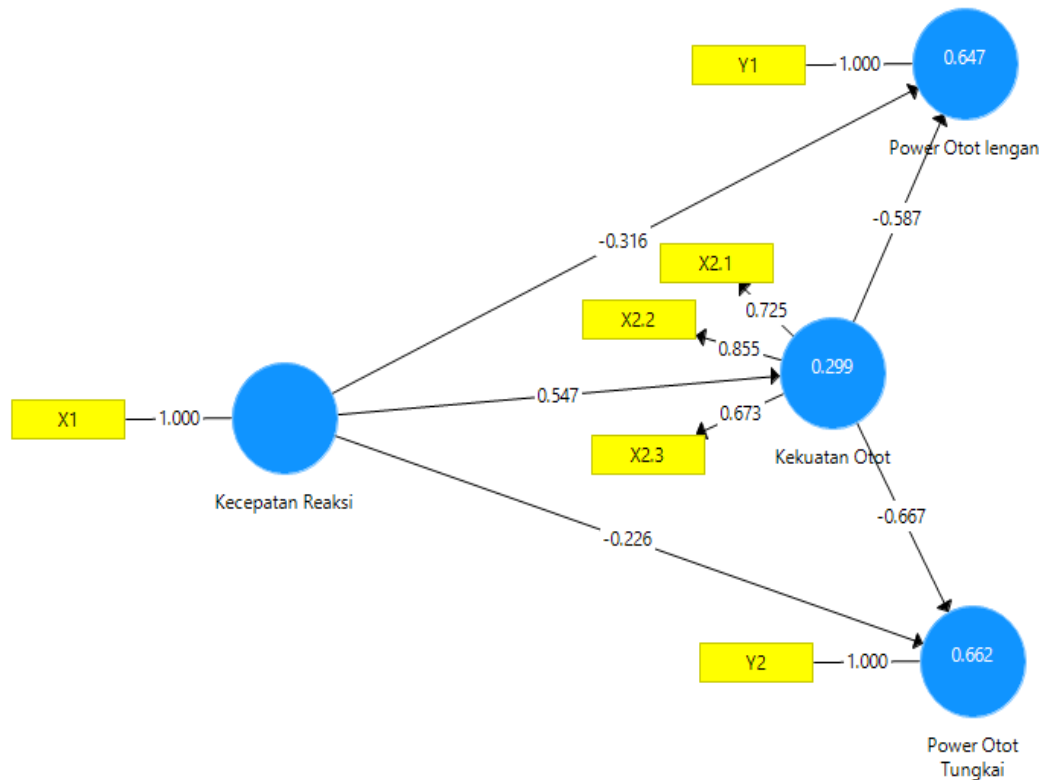 0.647
Y1
1.000
Power Otot lengan
-0.587
-0.316
X2.1
0.725
X2.2
0.855
0.299
0.547
X1
1.000
0.673
X2.3
Kekuatan Otot
Kecepatan Reaksi
-0.667
-0.226
0.662
Y2
1.000
Power Otot
Tungkai